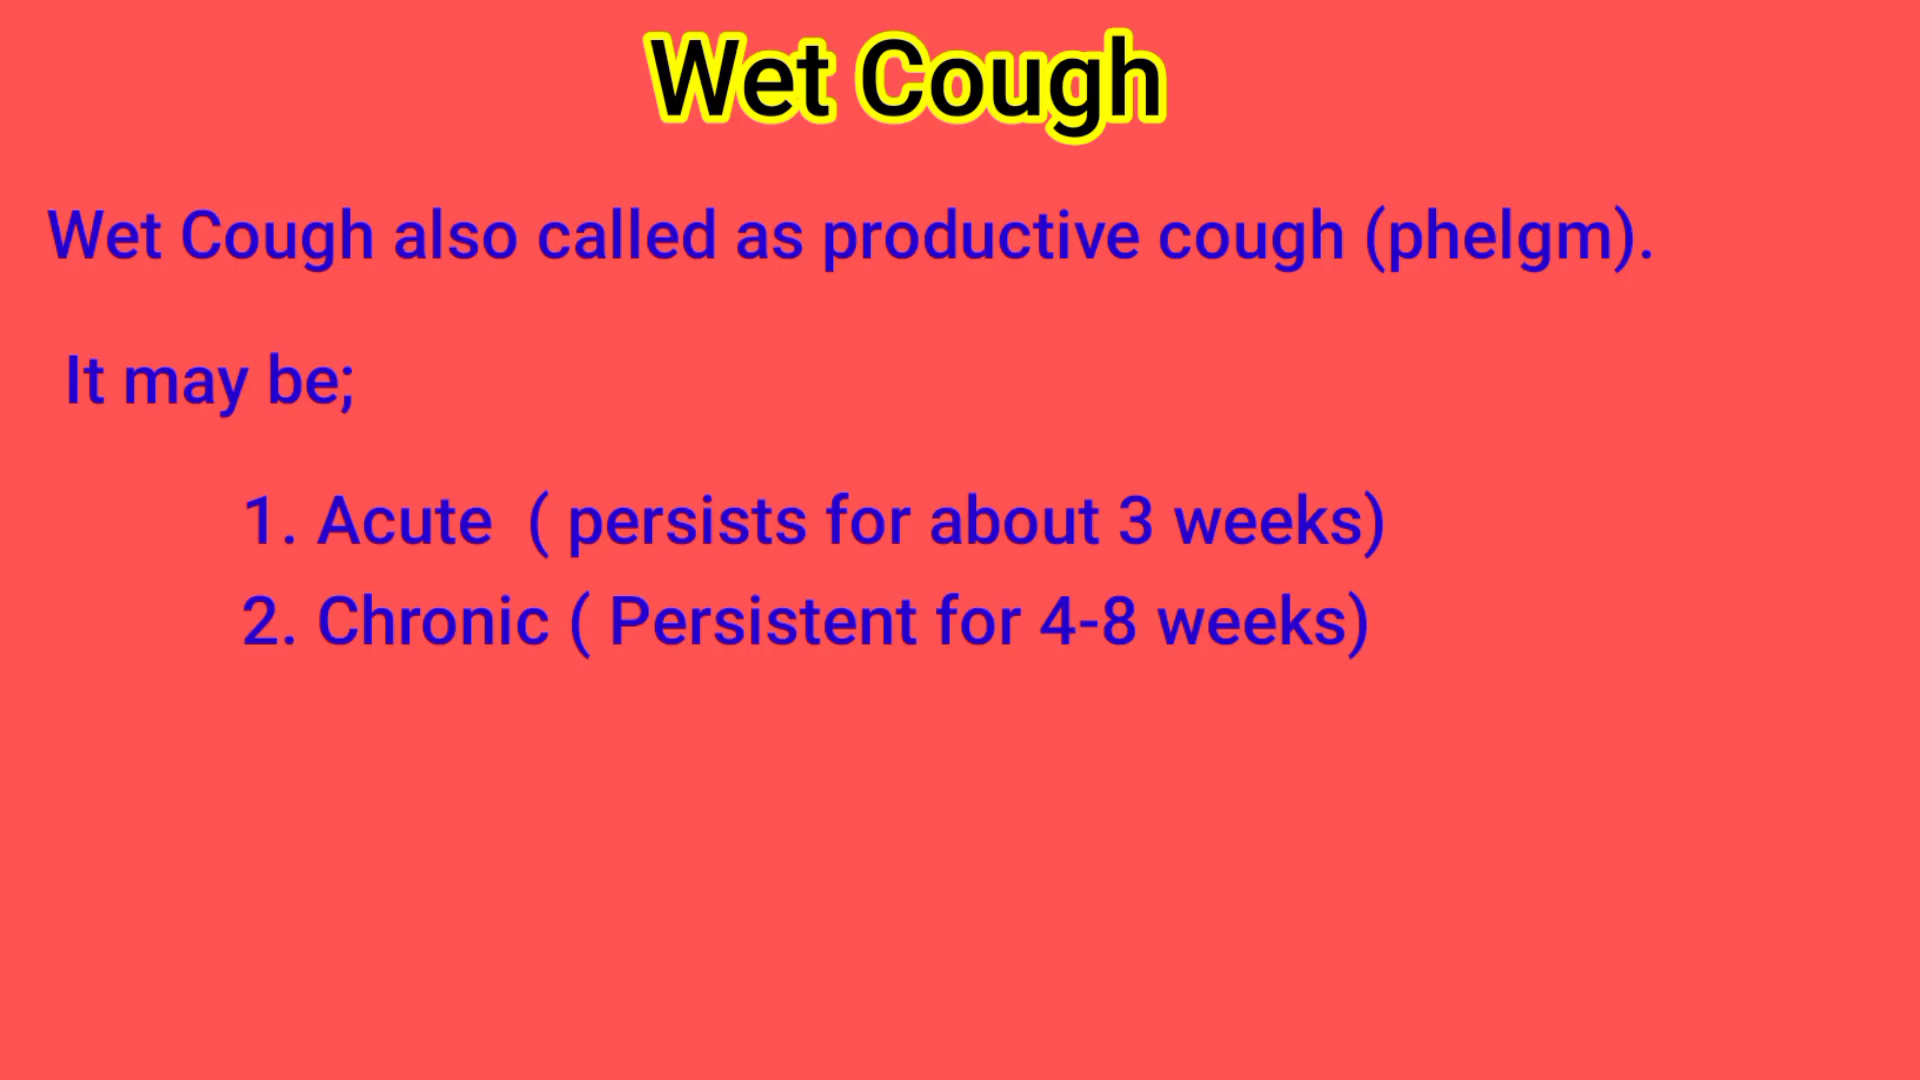 Wet Cough
Wet Cough also called as productive cough (phelgm).
It may be;
1. Acute ( persists for about 3 weeks)
2. Chronic ( Persistent for 4-8 weeks)